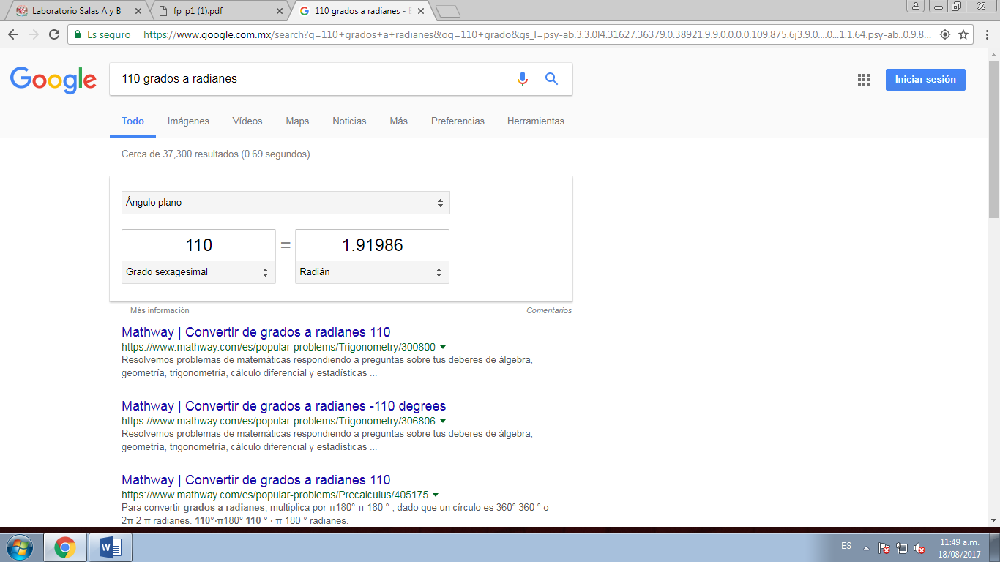 Laboratorio Salas A y B
fp_p1 (1).pdf
110 grados a radianes - B
Es seguro
https://www.google.com.mx/search?q=110+grados+a+radianes&oq=110+grado&gs_l=psy-ab.3.3.0l4.31627.36379.0.38921.9.9.0.0.0.0.109.875.6j3.9.0....0...1.1.64.psy-ab..0.9.8...
Google
110 grados a radianes
Iniciar sesión
Todo Imágenes Vídeos Maps Noticias Más Preferencias Herramientas
Cerca de 37,300 resultados (0.69 segundos)
Ángulo plano
110 = 1.91986
Grado sexagesimal Radián
Más información Comentarios
Mathway | Convertir de grados a radianes 110
https://www.mathway.com/es/popular-problems/Trigonometry/300800
Resolvemos problemas de matemáticas respondiendo a preguntas sobre tus deberes de álgebra,
geometría, trigonometría, cálculo diferencial y estadísticas ...
Mathway | Convertir de grados a radianes -110 degrees
https://www.mathway.com/es/popular-problems/Trigonometry/306806
Resolvemos problemas de matemáticas respondiendo a preguntas sobre tus deberes de álgebra,
geometría, trigonometría, cálculo diferencial y estadísticas ...
Mathway | Convertir de grados a radianes 110
https://www.mathway.com/es/popular-problems/Precalculus/405175
Para convertir grados a radianes, multiplica por π180° π 180 ° , dado que un círculo es 360° 360 ° o
2π 2 π radianes. 110°⋅π180° 110 ° ⋅ π 180 ° radianes.
ES
11:49 a.m.
18/08/2017